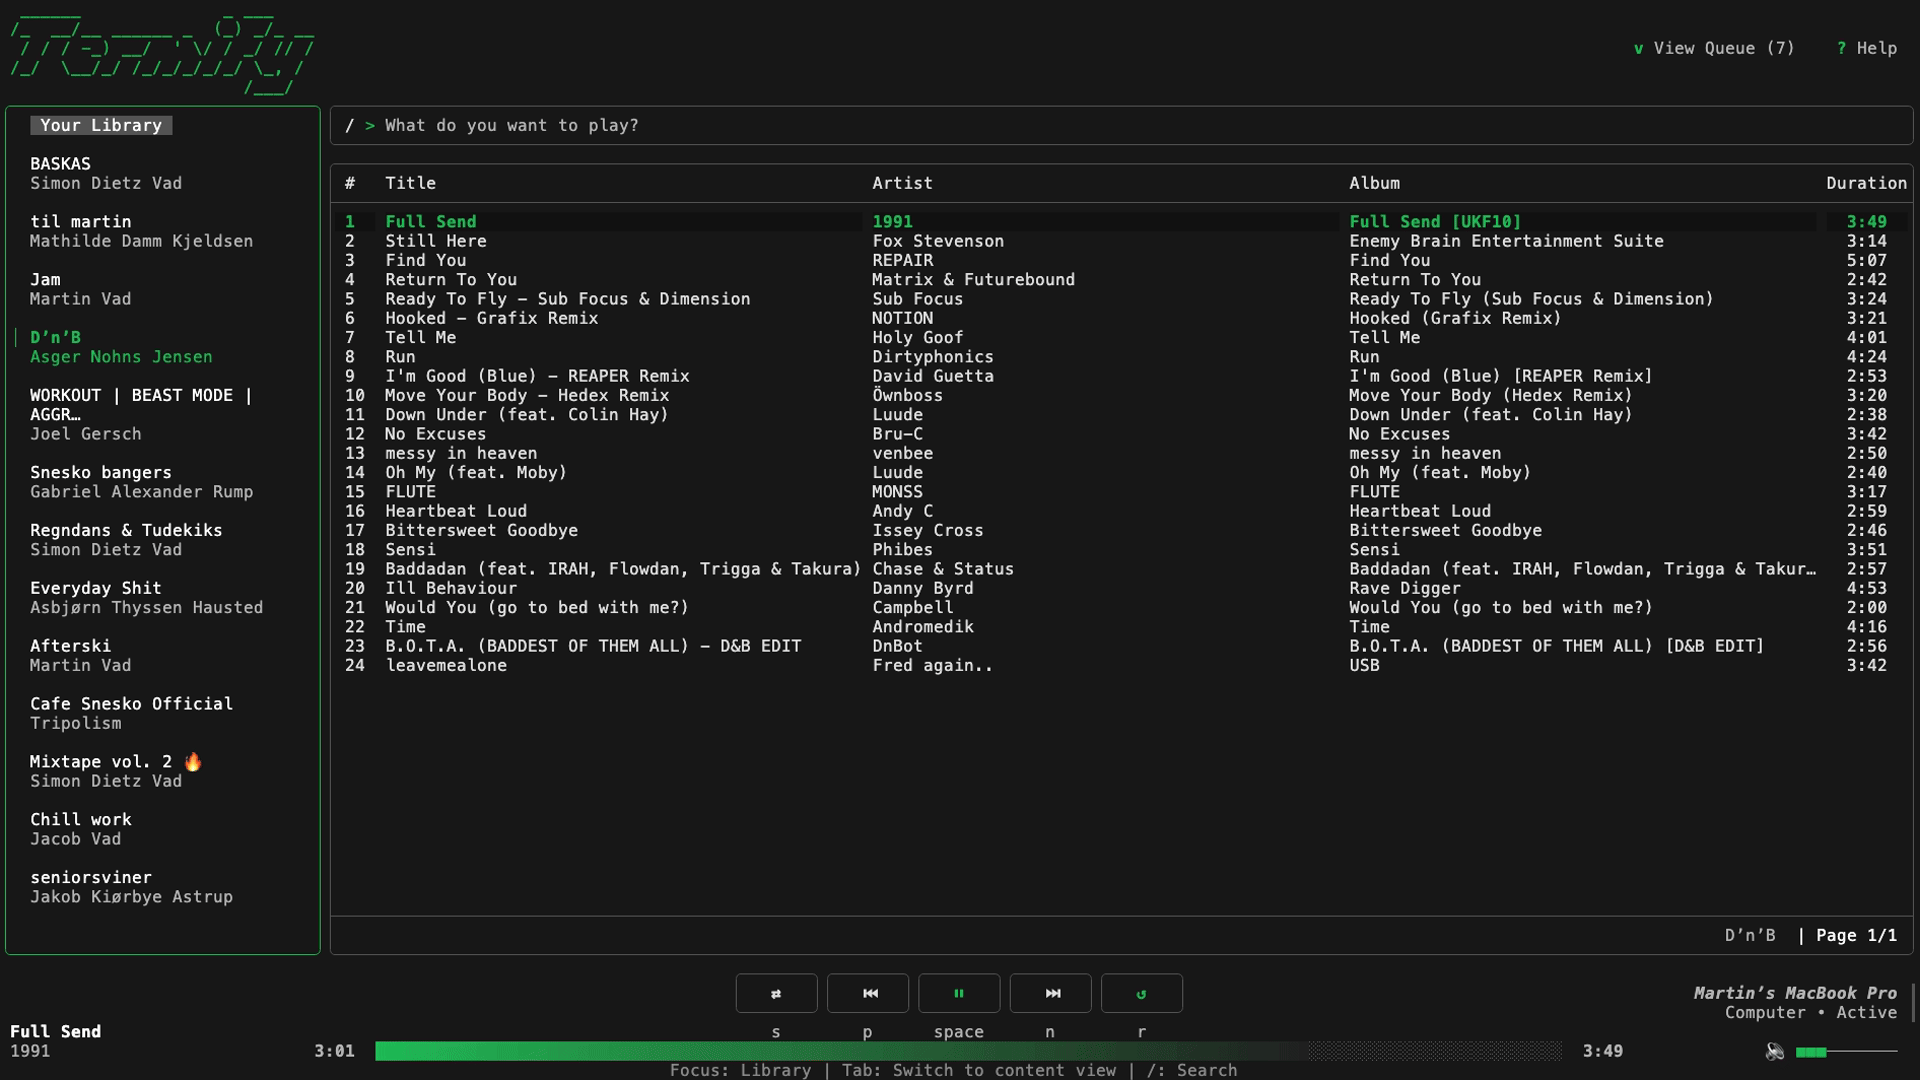 Termify
v View Queue (7) ? Help
Your Library
BASKAS
Simon Dietz Vad
til martin
Mathilde Damm Kjeldsen
Jam
Martin Vad
D’n’B
Asger Nohns Jensen
WORKOUT | BEAST MODE |
AGGR…
Joel Gersch
Snesko bangers
Gabriel Alexander Rump
Regndans & Tudekiks
Simon Dietz Vad
Everyday Shit
Asbjørn Thyssen Hausted
Afterski
Martin Vad
Cafe Snesko Official
Tripolism
Mixtape vol. 2 🔥
Simon Dietz Vad
Chill work
Jacob Vad
seniorsviner
Jakob Kiørbye Astrup
/ > What do you want to play?
# Title Artist Album Duration
1 Full Send 1991 Full Send [UKF10] 3:49
2 Still Here Fox Stevenson Enemy Brain Entertainment Suite 3:14
3 Find You REPAIR Find You 5:07
4 Return To You Matrix & Futurebound Return To You 2:42
5 Ready To Fly - Sub Focus & Dimension Sub Focus Ready To Fly (Sub Focus & Dimension) 3:24
6 Hooked - Grafix Remix NOTION Hooked (Grafix Remix) 3:21
7 Tell Me Holy Goof Tell Me 4:01
8 Run Dirtyphonics Run 4:24
9 I'm Good (Blue) - REAPER Remix David Guetta I'm Good (Blue) [REAPER Remix] 2:53
10 Move Your Body - Hedex Remix Öwnboss Move Your Body (Hedex Remix) 3:20
11 Down Under (feat. Colin Hay) Luude Down Under (feat. Colin Hay) 2:38
12 No Excuses Bru-C No Excuses 3:42
13 messy in heaven venbee messy in heaven 2:50
14 Oh My (feat. Moby) Luude Oh My (feat. Moby) 2:40
15 FLUTE MONSS FLUTE 3:17
16 Heartbeat Loud Andy C Heartbeat Loud 2:59
17 Bittersweet Goodbye Issey Cross Bittersweet Goodbye 2:46
18 Sensi Phibes Sensi 3:51
19 Baddadan (feat. IRAH, Flowdan, Trigga & Takura) Chase & Status Baddadan (feat. IRAH, Flowdan, Trigga & Takur… 2:57
20 Ill Behaviour Danny Byrd Rave Digger 4:53
21 Would You (go to bed with me?) Campbell Would You (go to bed with me?) 2:00
22 Time Andromedik Time 4:16
23 B.O.T.A. (BADDEST OF THEM ALL) - D&B EDIT DnBot B.O.T.A. (BADDEST OF THEM ALL) [D&B EDIT] 2:56
24 leavemealone Fred again.. USB 3:42
D’n’B | Page 1/1
s p space n r
Martin’s MacBook Pro
Computer • Active
Full Send
1991
3:01 3:49
Focus: Library | Tab: Switch to content view | /: Search